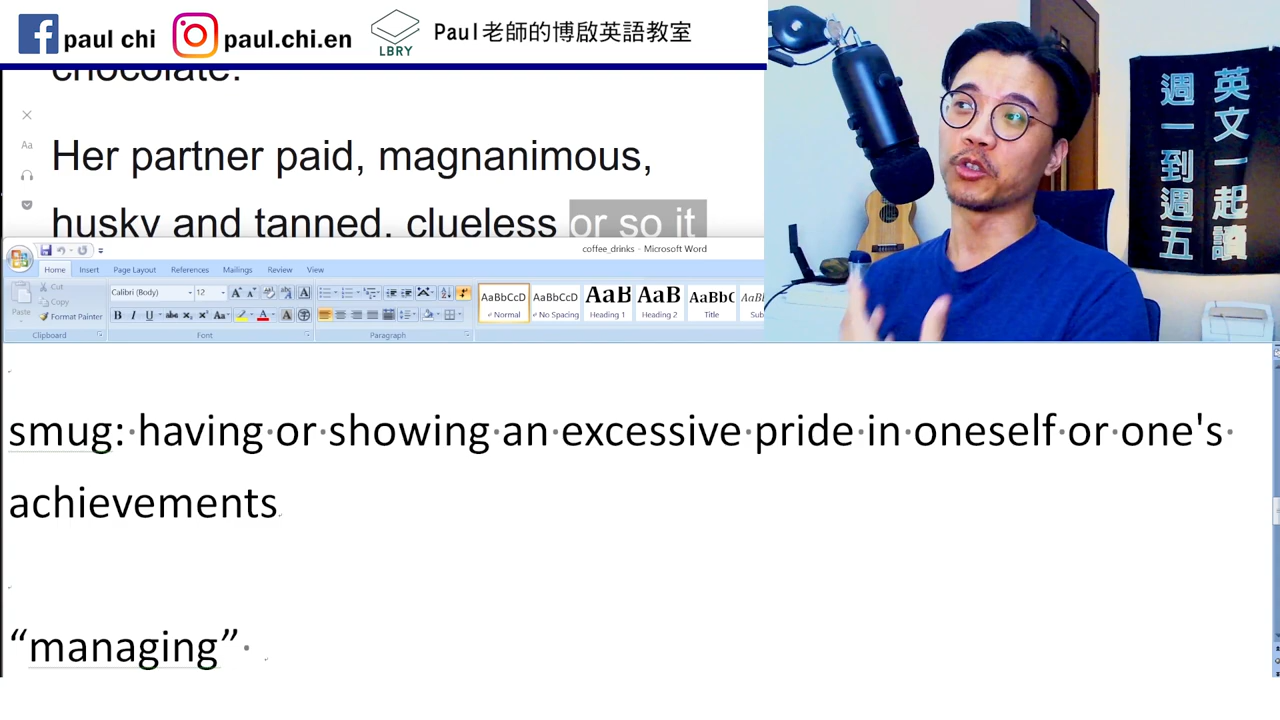 paul chi
paul.chi.en
LBRY
Paul老師的博啟英語教室
chocolate.
Her partner paid, magnanimous,
husky and tanned, clueless or so it
Aa
coffee_drinks - Microsoft Word
Home Insert Page Layout References Mailings Review View
Cut
Copy
Format Painter
Paste
Clipboard
Calibri (Body) 12
Font
Paragraph
AaBbCcD AaBbCcD AaB AaB AaBbC AaBb
Normal No Spacing Heading 1 Heading 2 Title Sub
smug: having or showing an excessive pride in oneself or one's
achievements
“managing”
英文一起讀
週一到週五